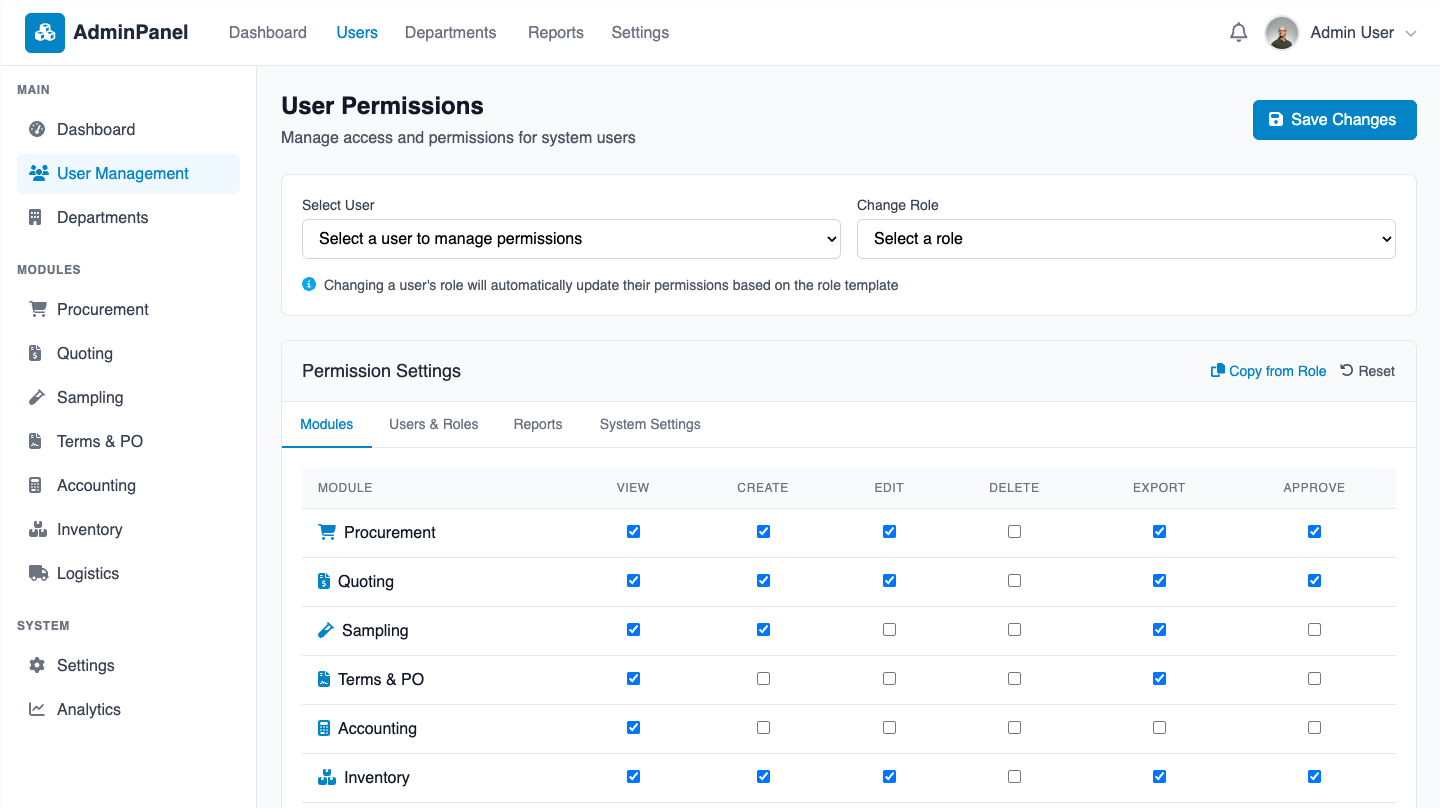 AdminPanel Dashboard Users Departments Reports Settings Admin User
MAIN
Dashboard
User Management
Departments
MODULES
Procurement
Quoting
Sampling
Terms & PO
Accounting
Inventory
Logistics
SYSTEM
Settings
Analytics
User Permissions
Manage access and permissions for system users
Save Changes
Select User
Select a user to manage permissions
Change Role
Select a role
Changing a user's role will automatically update their permissions based on the role template
Permission Settings
Copy from Role
Reset
Modules Users & Roles Reports System Settings
MODULE VIEW CREATE EDIT DELETE EXPORT APPROVE
Procurement
Quoting
Sampling
Terms & PO
Accounting
Inventory